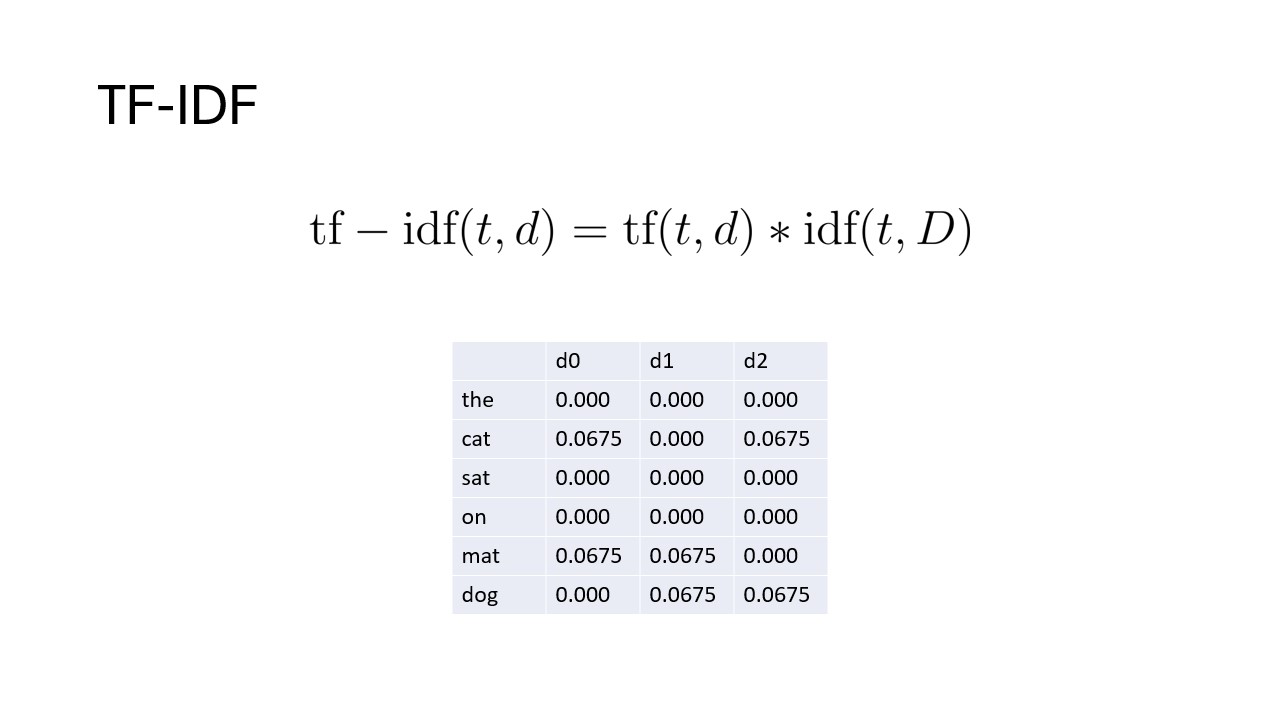 TF-IDF
tf − idf(t, d) = tf(t, d) ∗ idf(t, D)
d0 d1 d2
the 0.000 0.000 0.000
cat 0.0675 0.000 0.0675
sat 0.000 0.000 0.000
on 0.000 0.000 0.000
mat 0.0675 0.0675 0.000
dog 0.000 0.0675 0.0675